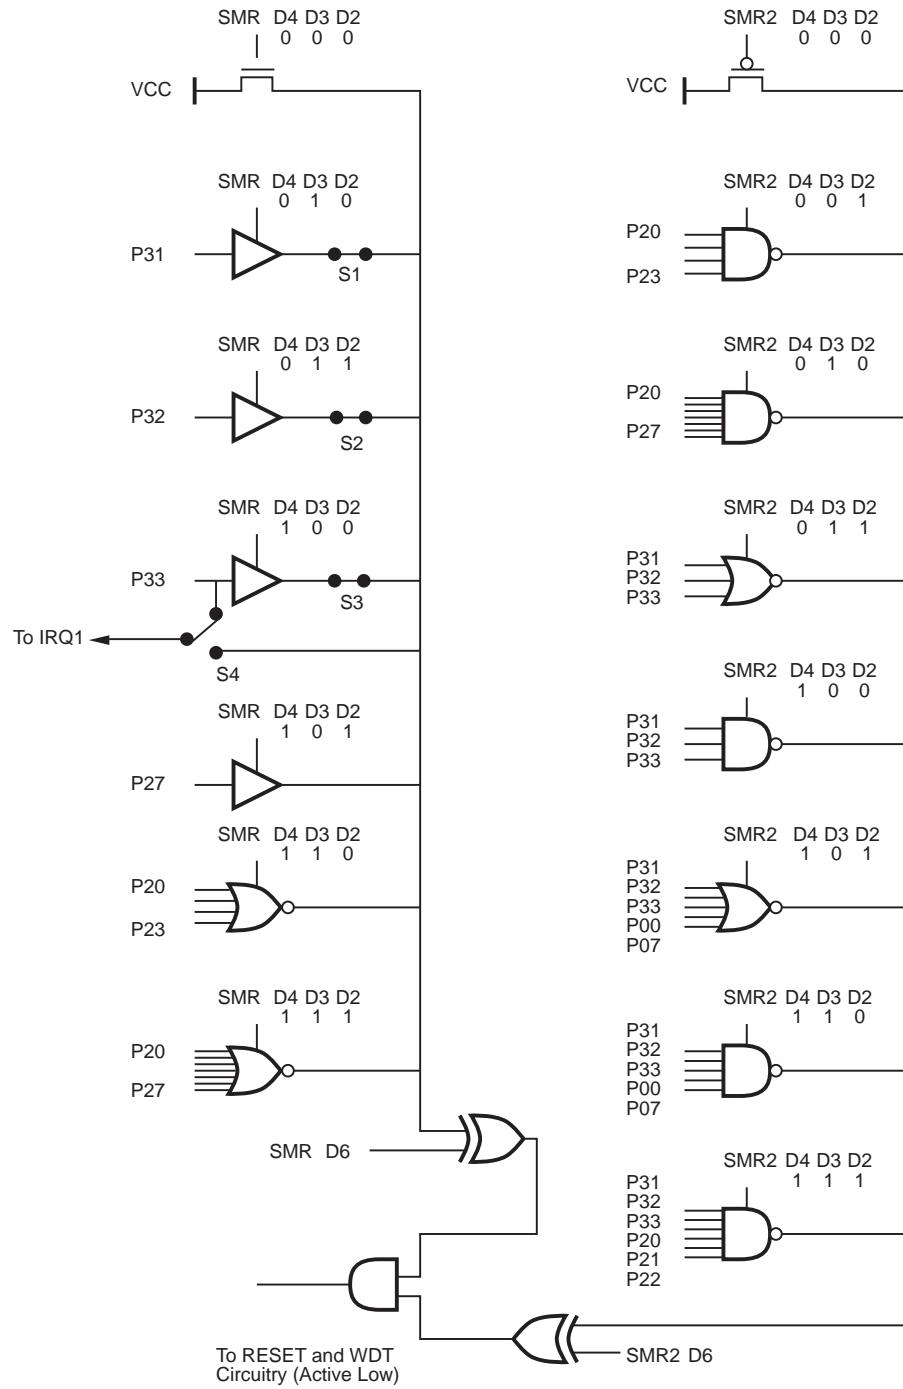 SMR D4 D3 D2
0 0 0
VCC
SMR D4 D3 D2
0 1 0
P31
S1
SMR D4 D3 D2
0 1 1
P32
S2
SMR D4 D3 D2
1 0 0
P33
S3
To IRQ1
S4
SMR D4 D3 D2
1 0 1
P27
SMR D4 D3 D2
1 1 0
P20
P23
SMR D4 D3 D2
1 1 1
P20
P27
SMR D6
To RESET and WDT
Circuitry (Active Low)
SMR2 D4 D3 D2
0 0 0
VCC
SMR2 D4 D3 D2
0 0 1
P20
P23
SMR2 D4 D3 D2
0 1 0
P20
P27
SMR2 D4 D3 D2
0 1 1
P31
P32
P33
SMR2 D4 D3 D2
1 0 0
P31
P32
P33
SMR2 D4 D3 D2
1 0 1
P31
P32
P33
P00
P07
SMR2 D4 D3 D2
1 1 0
P31
P32
P33
P00
P07
SMR2 D4 D3 D2
1 1 1
P31
P32
P33
P20
P21
P22
SMR2 D6